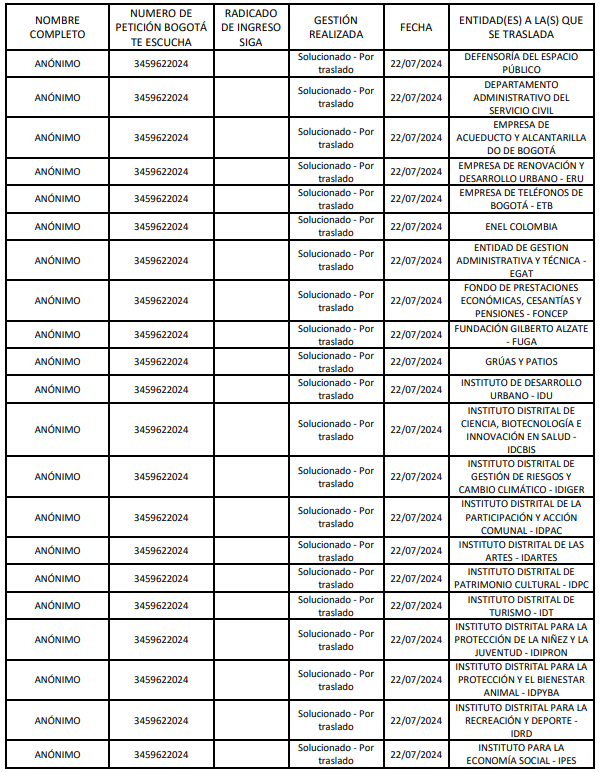 NOMBRE COMPLETO | NUMERO DE PETICIÓN BOGOTÁ TE ESCUCHA | RADICADO DE INGRESO SIGA | GESTIÓN REALIZADA | FECHA | ENTIDAD(ES) A LA(S) QUE SE TRASLADA
ANÓNIMO | 3459622024 | | Solucionado - Por traslado | 22/07/2024 | DEFENSORÍA DEL ESPACIO PÚBLICO
ANÓNIMO | 3459622024 | | Solucionado - Por traslado | 22/07/2024 | DEPARTAMENTO ADMINISTRATIVO DEL SERVICIO CIVIL
ANÓNIMO | 3459622024 | | Solucionado - Por traslado | 22/07/2024 | EMPRESA DE ACUEDUCTO Y ALCANTARILLA DO DE BOGOTÁ
ANÓNIMO | 3459622024 | | Solucionado - Por traslado | 22/07/2024 | EMPRESA DE RENOVACIÓN Y DESARROLLO URBANO - ERU
ANÓNIMO | 3459622024 | | Solucionado - Por traslado | 22/07/2024 | EMPRESA DE TELÉFONOS DE BOGOTÁ - ETB
ANÓNIMO | 3459622024 | | Solucionado - Por traslado | 22/07/2024 | ENEL COLOMBIA
ANÓNIMO | 3459622024 | | Solucionado - Por traslado | 22/07/2024 | ENTIDAD DE GESTION ADMINISTRATIVA Y TÉCNICA - EGAT
ANÓNIMO | 3459622024 | | Solucionado - Por traslado | 22/07/2024 | FONDO DE PRESTACIONES ECONÓMICAS, CESANTÍAS Y PENSIONES - FONCEP
ANÓNIMO | 3459622024 | | Solucionado - Por traslado | 22/07/2024 | FUNDACIÓN GILBERTO ALZATE - FUGA
ANÓNIMO | 3459622024 | | Solucionado - Por traslado | 22/07/2024 | GRÚAS Y PATIOS
ANÓNIMO | 3459622024 | | Solucionado - Por traslado | 22/07/2024 | INSTITUTO DE DESARROLLO URBANO - IDU
ANÓNIMO | 3459622024 | | Solucionado - Por traslado | 22/07/2024 | INSTITUTO DISTRITAL DE CIENCIA, BIOTECNOLOGÍA E INNOVACIÓN EN SALUD - IDCBIS
ANÓNIMO | 3459622024 | | Solucionado - Por traslado | 22/07/2024 | INSTITUTO DISTRITAL DE GESTIÓN DE RIESGOS Y CAMBIO CLIMÁTICO - IDIGER
ANÓNIMO | 3459622024 | | Solucionado - Por traslado | 22/07/2024 | INSTITUTO DISTRITAL DE LA PARTICIPACIÓN Y ACCIÓN COMUNAL - IDPAC
ANÓNIMO | 3459622024 | | Solucionado - Por traslado | 22/07/2024 | INSTITUTO DISTRITAL DE LAS ARTES - IDARTES
ANÓNIMO | 3459622024 | | Solucionado - Por traslado | 22/07/2024 | INSTITUTO DISTRITAL DE PATRIMONIO CULTURAL - IDPC
ANÓNIMO | 3459622024 | | Solucionado - Por traslado | 22/07/2024 | INSTITUTO DISTRITAL DE TURISMO - IDT
ANÓNIMO | 3459622024 | | Solucionado - Por traslado | 22/07/2024 | INSTITUTO DISTRITAL PARA LA PROTECCIÓN DE LA NIÑEZ Y LA JUVENTUD - IDIPRON
ANÓNIMO | 3459622024 | | Solucionado - Por traslado | 22/07/2024 | INSTITUTO DISTRITAL PARA LA PROTECCIÓN Y EL BIENESTAR ANIMAL - IDPYBA
ANÓNIMO | 3459622024 | | Solucionado - Por traslado | 22/07/2024 | INSTITUTO DISTRITAL PARA LA RECREACIÓN Y DEPORTE - IDRD
ANÓNIMO | 3459622024 | | Solucionado - Por traslado | 22/07/2024 | INSTITUTO PARA LA ECONOMÍA SOCIAL - IPES